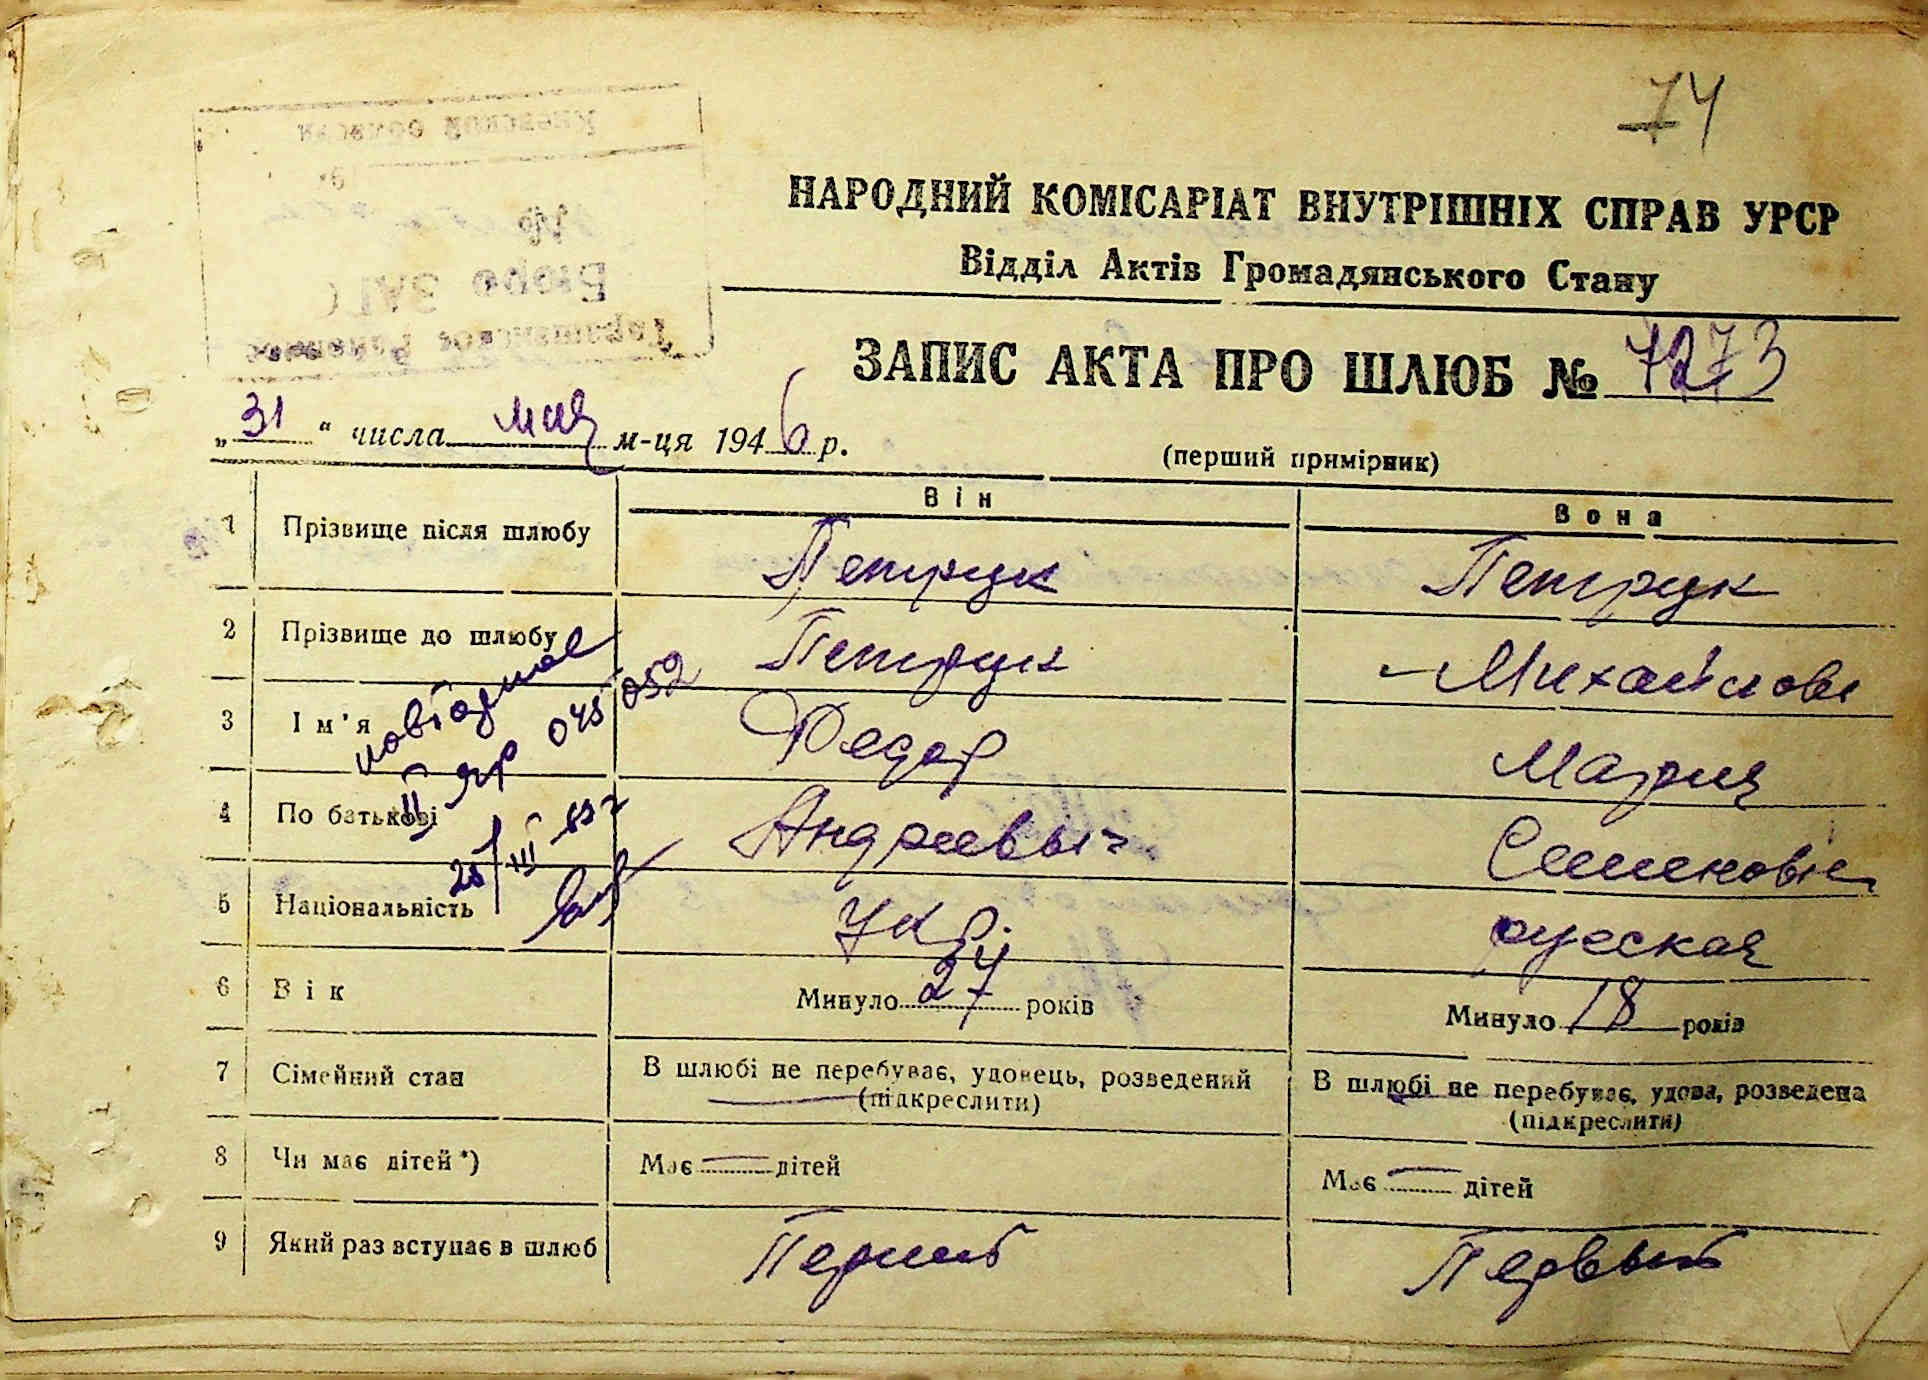 74
НАРОДНИЙ КОМІСАРІАТ ВНУТРІШНІХ СПРАВ УРСР
Відділ Актів Громадянського Стану
ЗАПИС АКТА ПРО ШЛЮБ № 73
„31“ числа мая м-ця 1946 р.
(перший примірник)
Він Вона
1 Прізвище після шлюбу Петрук Петрук
2 Прізвище до шлюбу Петрук Михайлова
3 Ім'я Федор Мария
4 По батькові Андреевич Семеновна
5 Національність Укр. русская
6 Вік Минуло 27 років Минуло 18 років
7 Сімейний стан В шлюбі не перебуває, удовець, розведений (підкреслити) В шлюбі не перебуває, удова, розведена (підкреслити)
8 Чи має дітей*) Має — дітей Має — дітей
9 Який раз вступає в шлюб Первый Первый
045052